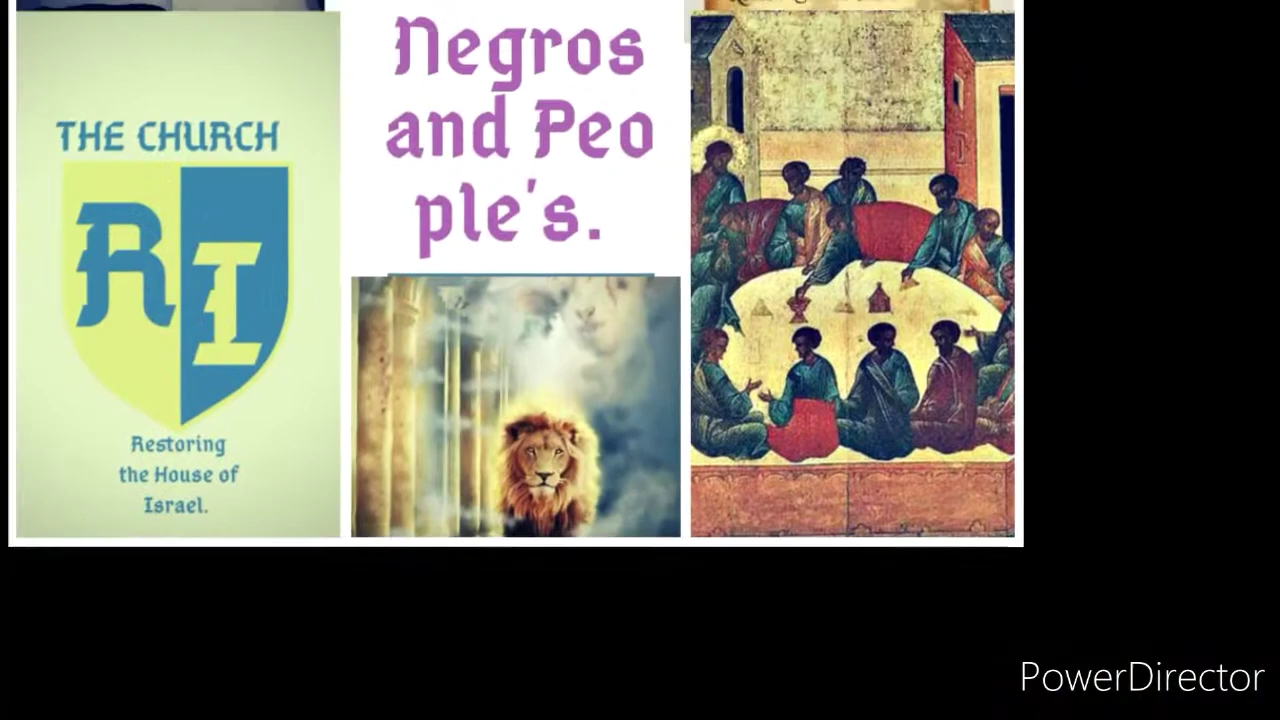 THE CHURCH
RI
Restoring
the House of
Israel.
Negros
and Peo
ple's.
PowerDirector